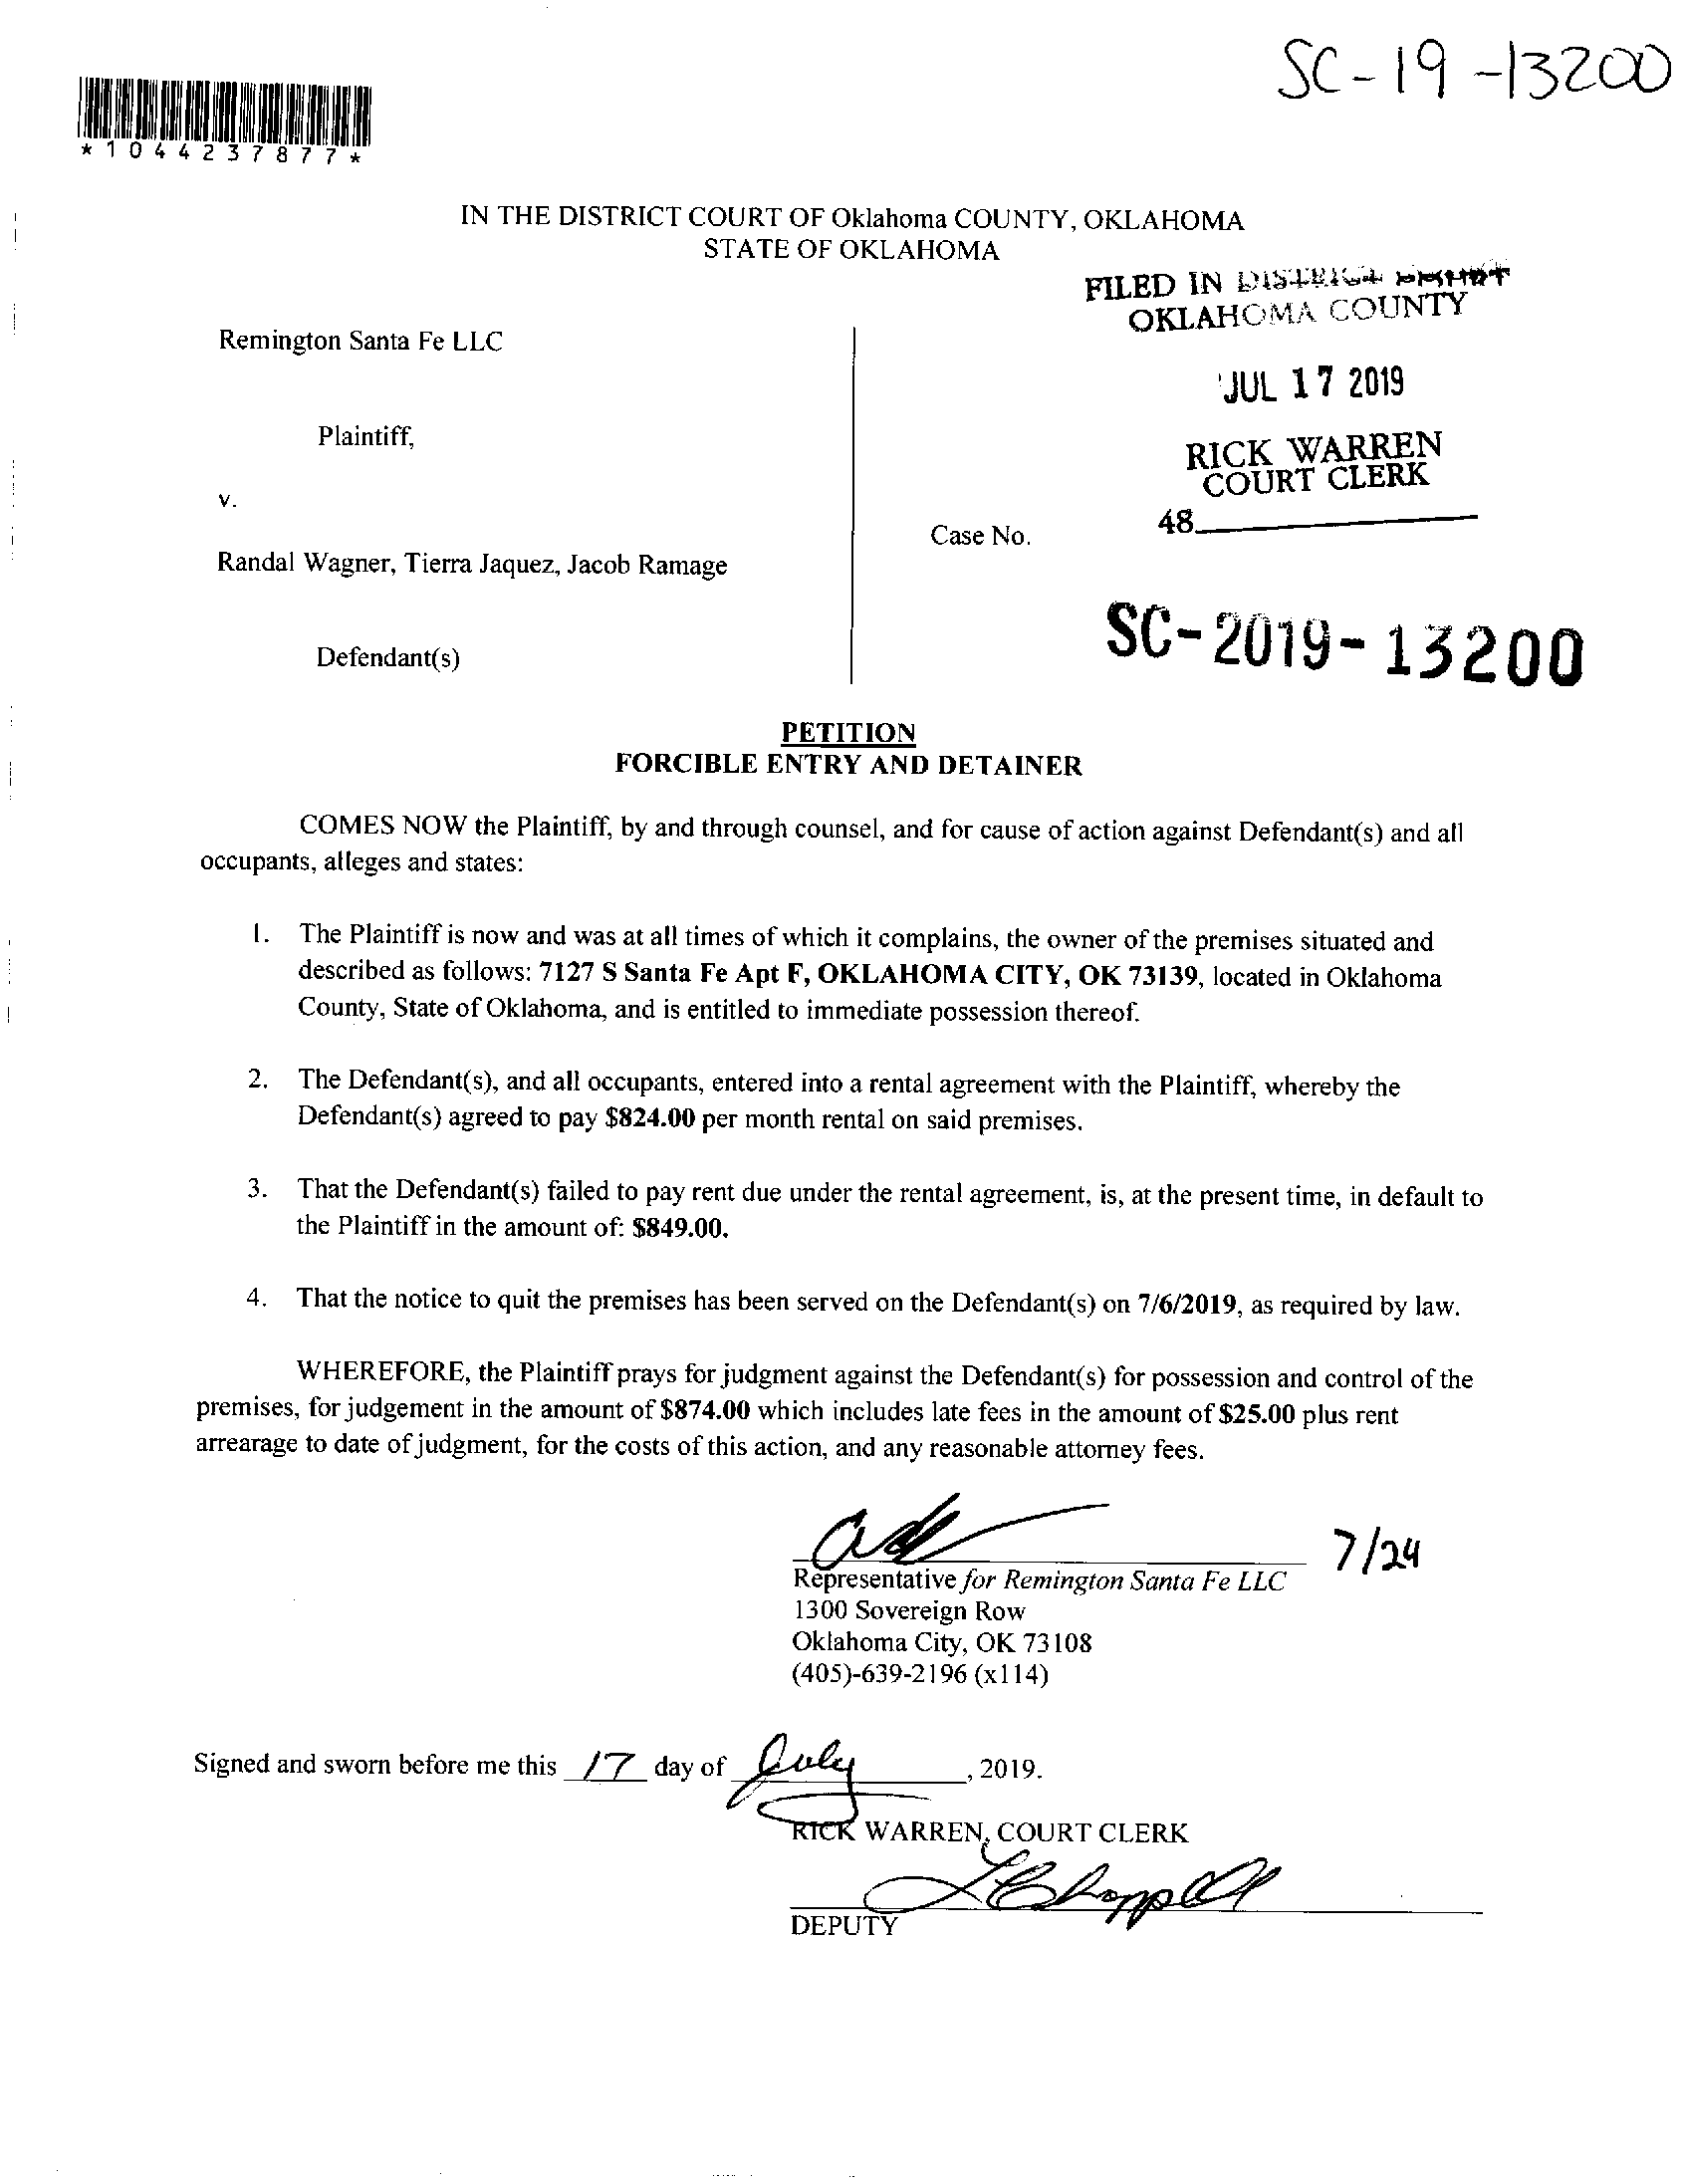 SC-19-13200
*1044237877*
IN THE DISTRICT COURT OF Oklahoma COUNTY, OKLAHOMA
STATE OF OKLAHOMA
FILED IN DISTRICT COURT
OKLAHOMA COUNTY
Remington Santa Fe LLC
JUL 17 2019
Plaintiff,
RICK WARREN
COURT CLERK
v.
48
Case No.
Randal Wagner, Tierra Jaquez, Jacob Ramage
SC-2019-13200
Defendant(s)
PETITION
FORCIBLE ENTRY AND DETAINER
COMES NOW the Plaintiff, by and through counsel, and for cause of action against Defendant(s) and all
occupants, alleges and states:
1. The Plaintiff is now and was at all times of which it complains, the owner of the premises situated and
described as follows: 7127 S Santa Fe Apt F, OKLAHOMA CITY, OK 73139, located in Oklahoma
County, State of Oklahoma, and is entitled to immediate possession thereof.
2. The Defendant(s), and all occupants, entered into a rental agreement with the Plaintiff, whereby the
Defendant(s) agreed to pay $824.00 per month rental on said premises.
3. That the Defendant(s) failed to pay rent due under the rental agreement, is, at the present time, in default to
the Plaintiff in the amount of: $849.00.
4. That the notice to quit the premises has been served on the Defendant(s) on 7/6/2019, as required by law.
WHEREFORE, the Plaintiff prays for judgment against the Defendant(s) for possession and control of the
premises, for judgement in the amount of $874.00 which includes late fees in the amount of $25.00 plus rent
arrearage to date of judgment, for the costs of this action, and any reasonable attorney fees.
7/24
Representative for Remington Santa Fe LLC
1300 Sovereign Row
Oklahoma City, OK 73108
(405)-639-2196 (x114)
Signed and sworn before me this 17 day of July, 2019.
RICK WARREN, COURT CLERK
DEPUTY